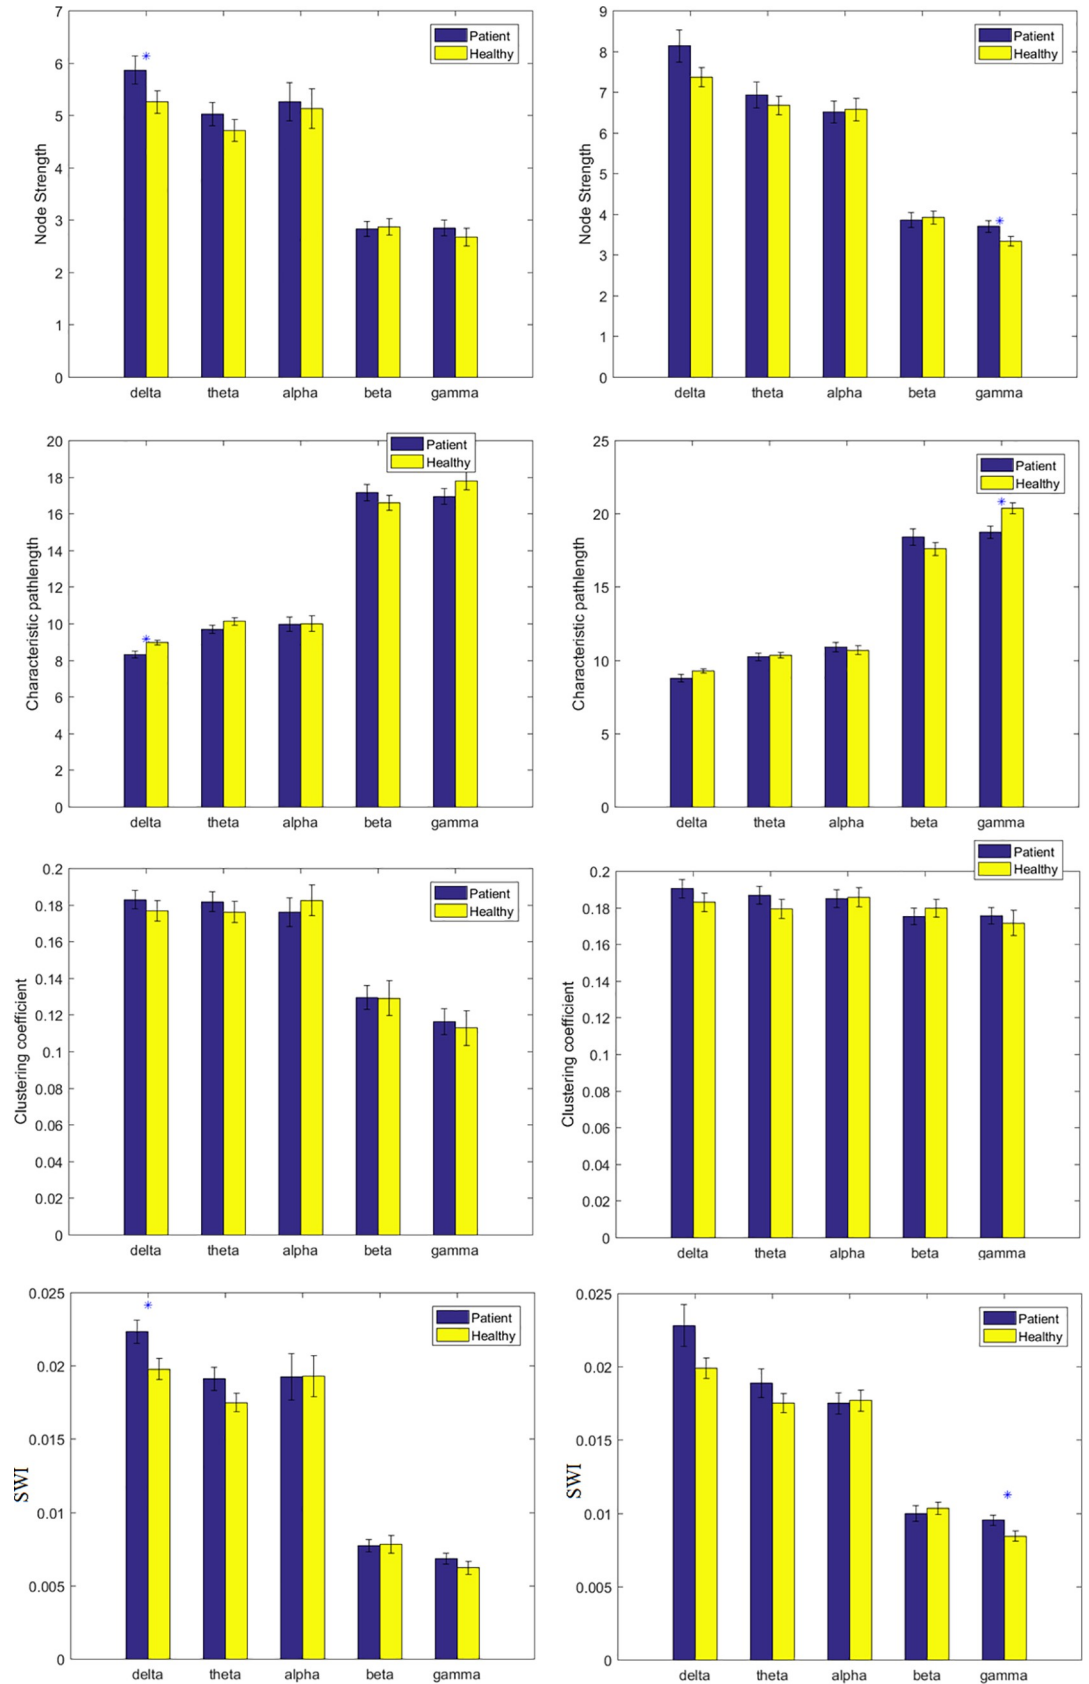 7
6
5
4
3
2
1
0
Node Strength
Patient
Healthy
*
delta theta alpha beta gamma
9
8
7
6
5
4
3
2
1
0
Node Strength
Patient
Healthy
*
delta theta alpha beta gamma
20
18
16
14
12
10
8
6
4
2
0
Characteristic pathlength
Patient
Healthy
*
delta theta alpha beta gamma
25
20
15
10
5
0
Characteristic pathlength
Patient
Healthy
*
delta theta alpha beta gamma
0.2
0.18
0.16
0.14
0.12
0.1
0.08
0.06
0.04
0.02
0
Clustering coefficient
Patient
Healthy
delta theta alpha beta gamma
0.2
0.18
0.16
0.14
0.12
0.1
0.08
0.06
0.04
0.02
0
Clustering coefficient
Patient
Healthy
delta theta alpha beta gamma
0.025
0.02
0.015
0.01
0.005
0
SWI
Patient
Healthy
*
delta theta alpha beta gamma
0.025
0.02
0.015
0.01
0.005
0
SWI
Patient
Healthy
*
delta theta alpha beta gamma